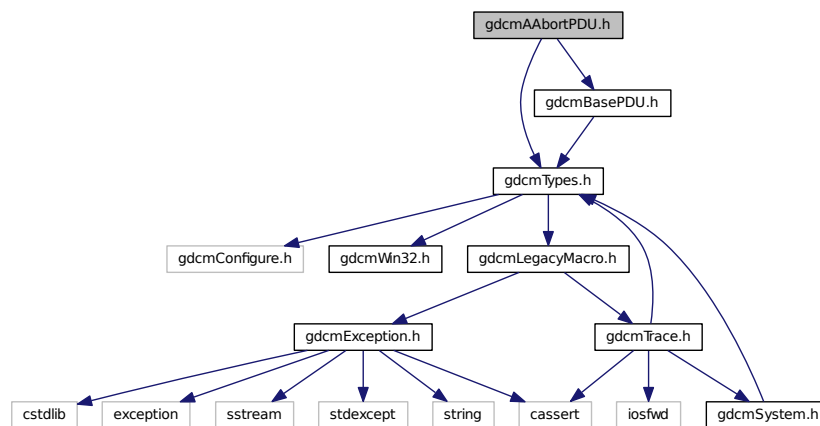 gdcmAAbortPDU.h
gdcmBasePDU.h
gdcmTypes.h
gdcmConfigure.h
gdcmWin32.h
gdcmLegacyMacro.h
gdcmException.h
gdcmTrace.h
cstdlib
exception
sstream
stdexcept
string
cassert
iosfwd
gdcmSystem.h